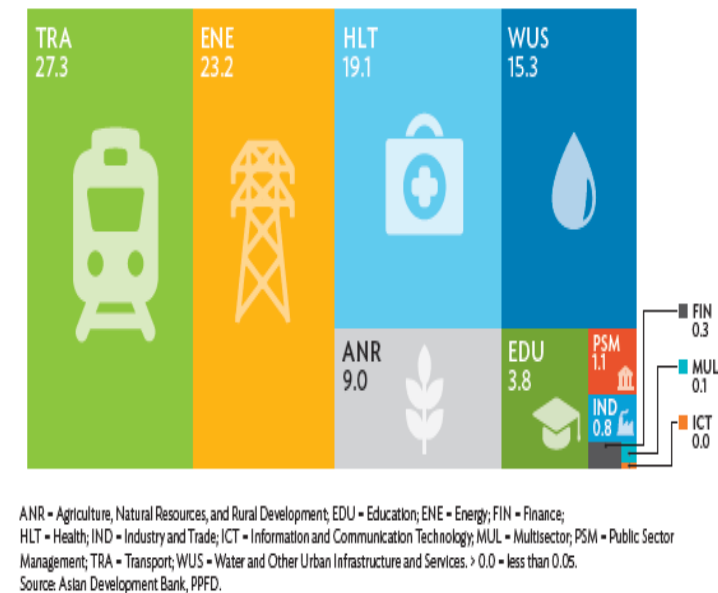 TRA
27.3
ENE
23.2
HLT
19.1
WUS
15.3
ANR
9.0
EDU
3.8
PSM
1.1
IND
0.8
FIN
0.3
MUL
0.1
ICT
0.0
ANR = Agriculture, Natural Resources, and Rural Development; EDU = Education; ENE = Energy; FIN = Finance;
HLT = Health; IND = Industry and Trade; ICT = Information and Communication Technology; MUL = Multisector; PSM = Public Sector
Management; TRA = Transport; WUS = Water and Other Urban Infrastructure and Services. > 0.0 = less than 0.05.
Source: Asian Development Bank, PPFD.